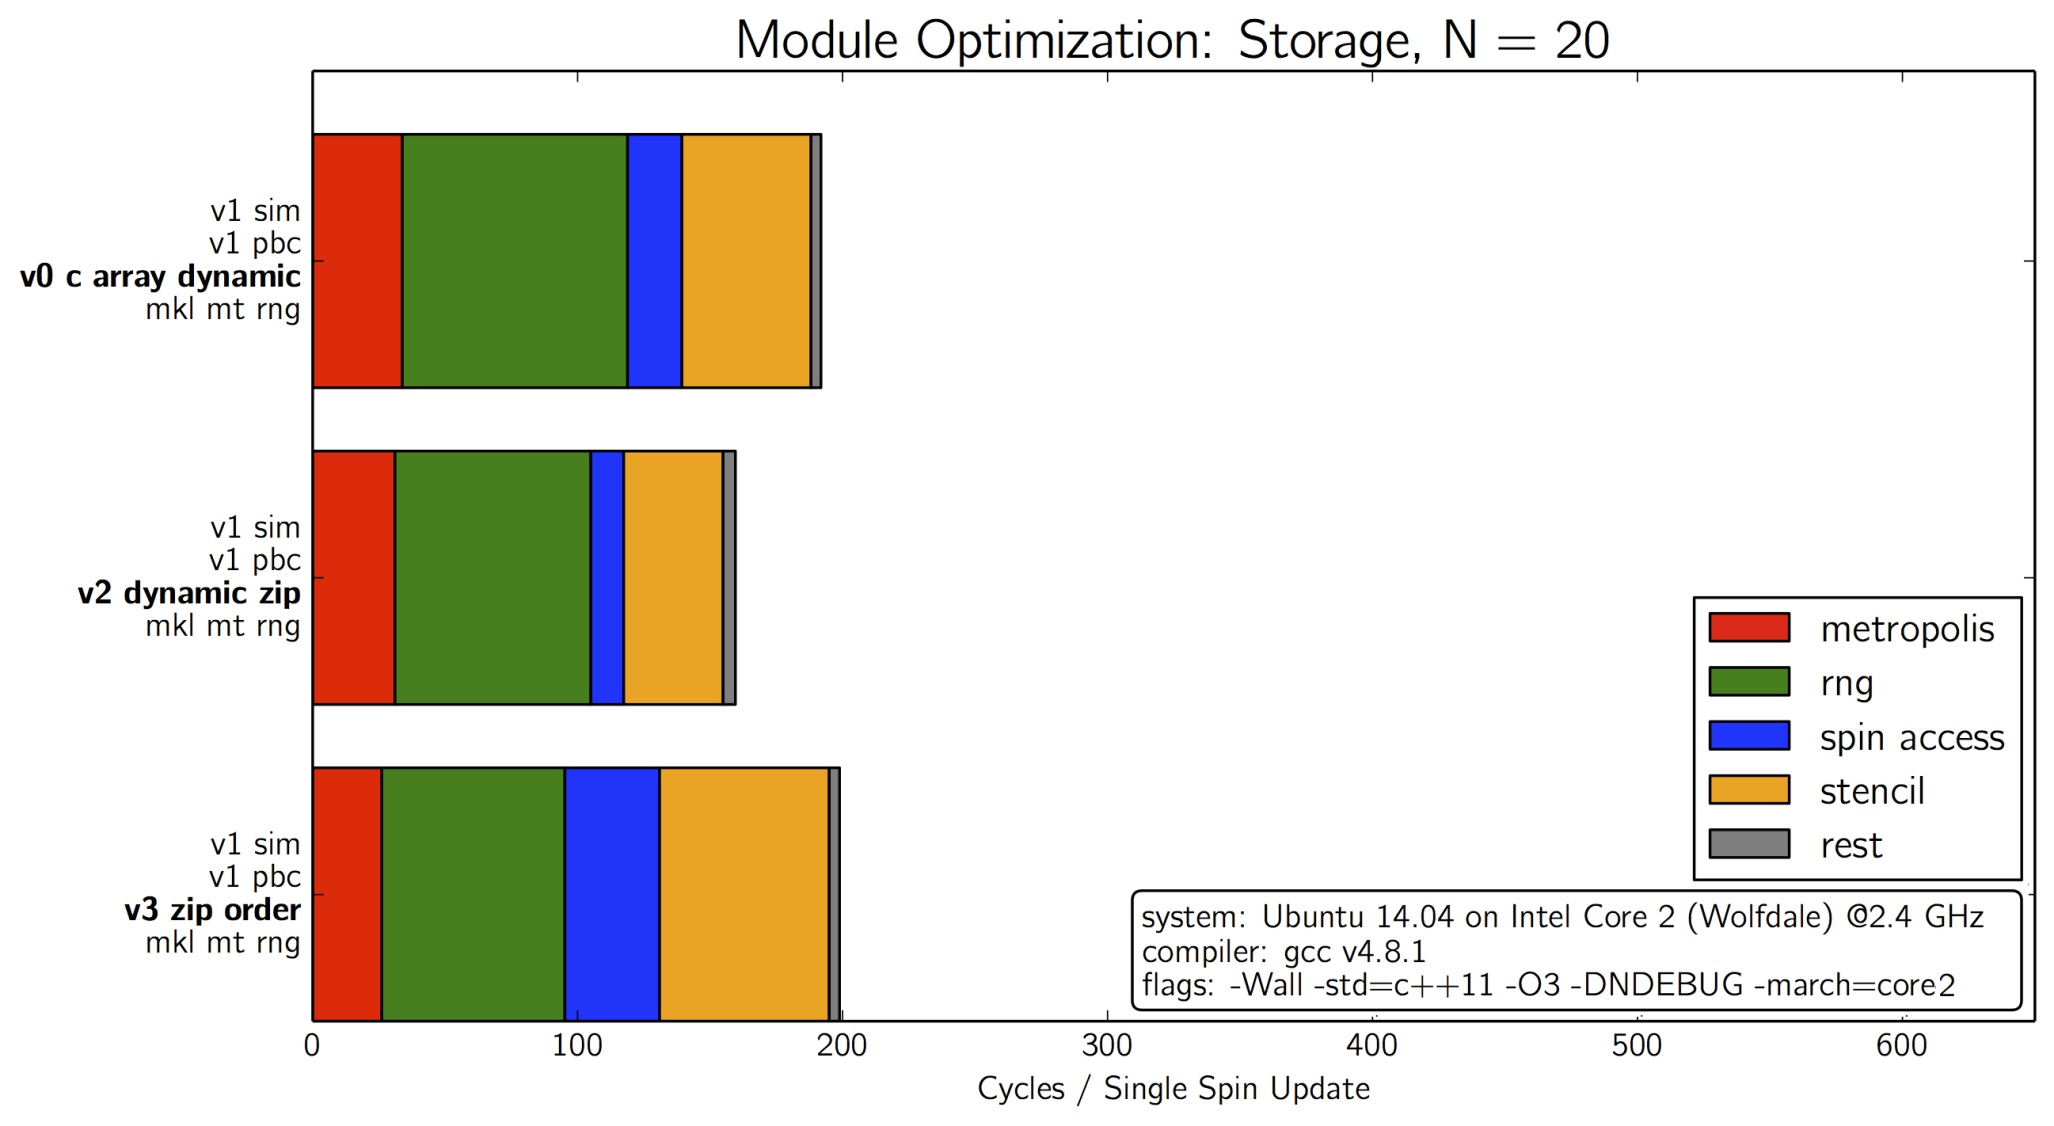 Module Optimization: Storage, N = 20
v1 sim
v1 pbc
v0 c array dynamic
mkl mt rng
v1 sim
v1 pbc
v2 dynamic zip
mkl mt rng
v1 sim
v1 pbc
v3 zip order
mkl mt rng
metropolis
rng
spin access
stencil
rest
system: Ubuntu 14.04 on Intel Core 2 (Wolfdale) @2.4 GHz
compiler: gcc v4.8.1
flags: -Wall -std=c++11 -O3 -DNDEBUG -march=core2
0 100 200 300 400 500 600
Cycles / Single Spin Update